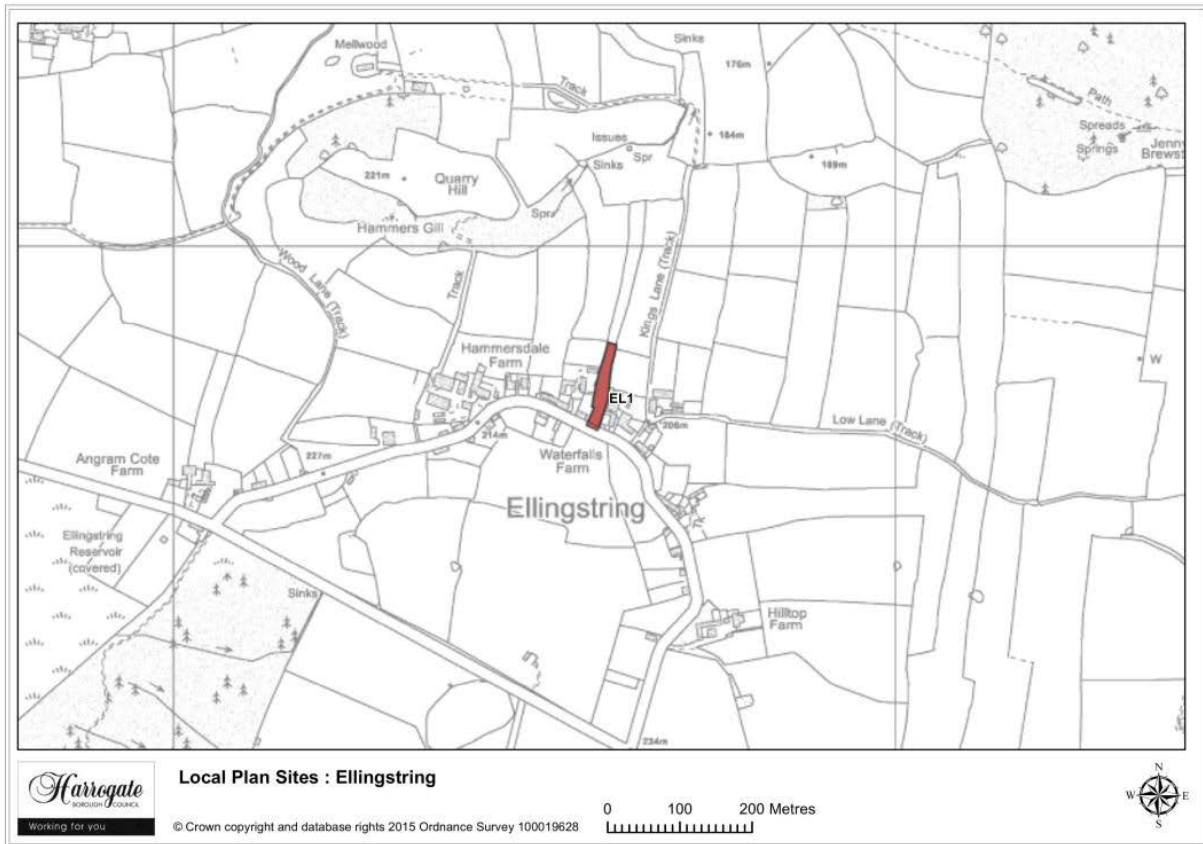 Mellwood
Sinks
176m
Track
Path
184m
Issues
Spr
Sinks
Spreads
Springs
Jenny
Brewst
189m
221m
Quarry
Hill
Spr
Hammers Gill
Wood Lane (Track)
Track
Kings Lane (Track)
Hammersdale
Farm
W
EL1
214m
206m
Low Lane (Track)
Waterfalls
Farm
227m
Angram Cote
Farm
Ellingstring
Tk
Ellingstring
Reservoir
(covered)
Sinks
Hilltop
Farm
234m
Harrogate
BOROUGH COUNCIL
Working for you
Local Plan Sites : Ellingstring
© Crown copyright and database rights 2015 Ordnance Survey 100019628
0 100 200 Metres
N
W E
S